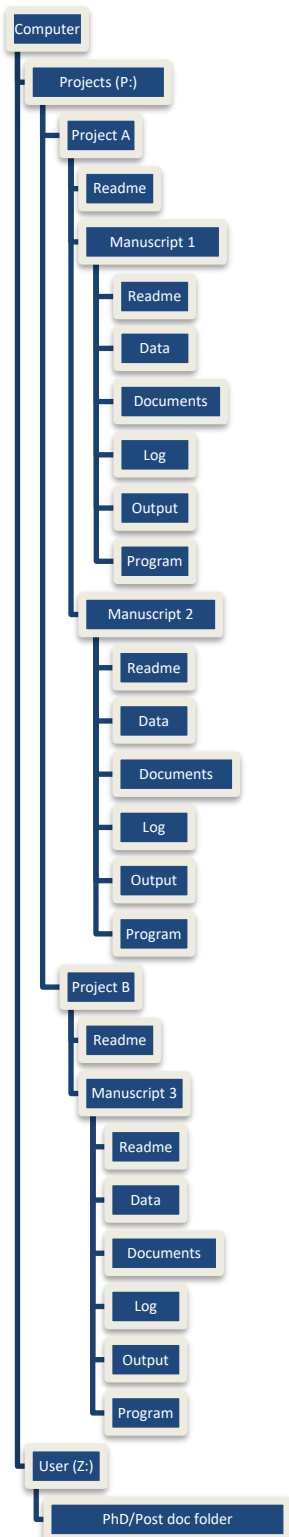 Computer
Projects (P:)
Project A
Readme
Manuscript 1
Readme
Data
Documents
Log
Output
Program
Manuscript 2
Readme
Data
Documents
Log
Output
Program
Project B
Readme
Manuscript 3
Readme
Data
Documents
Log
Output
Program
User (Z:)
PhD/Post doc folder